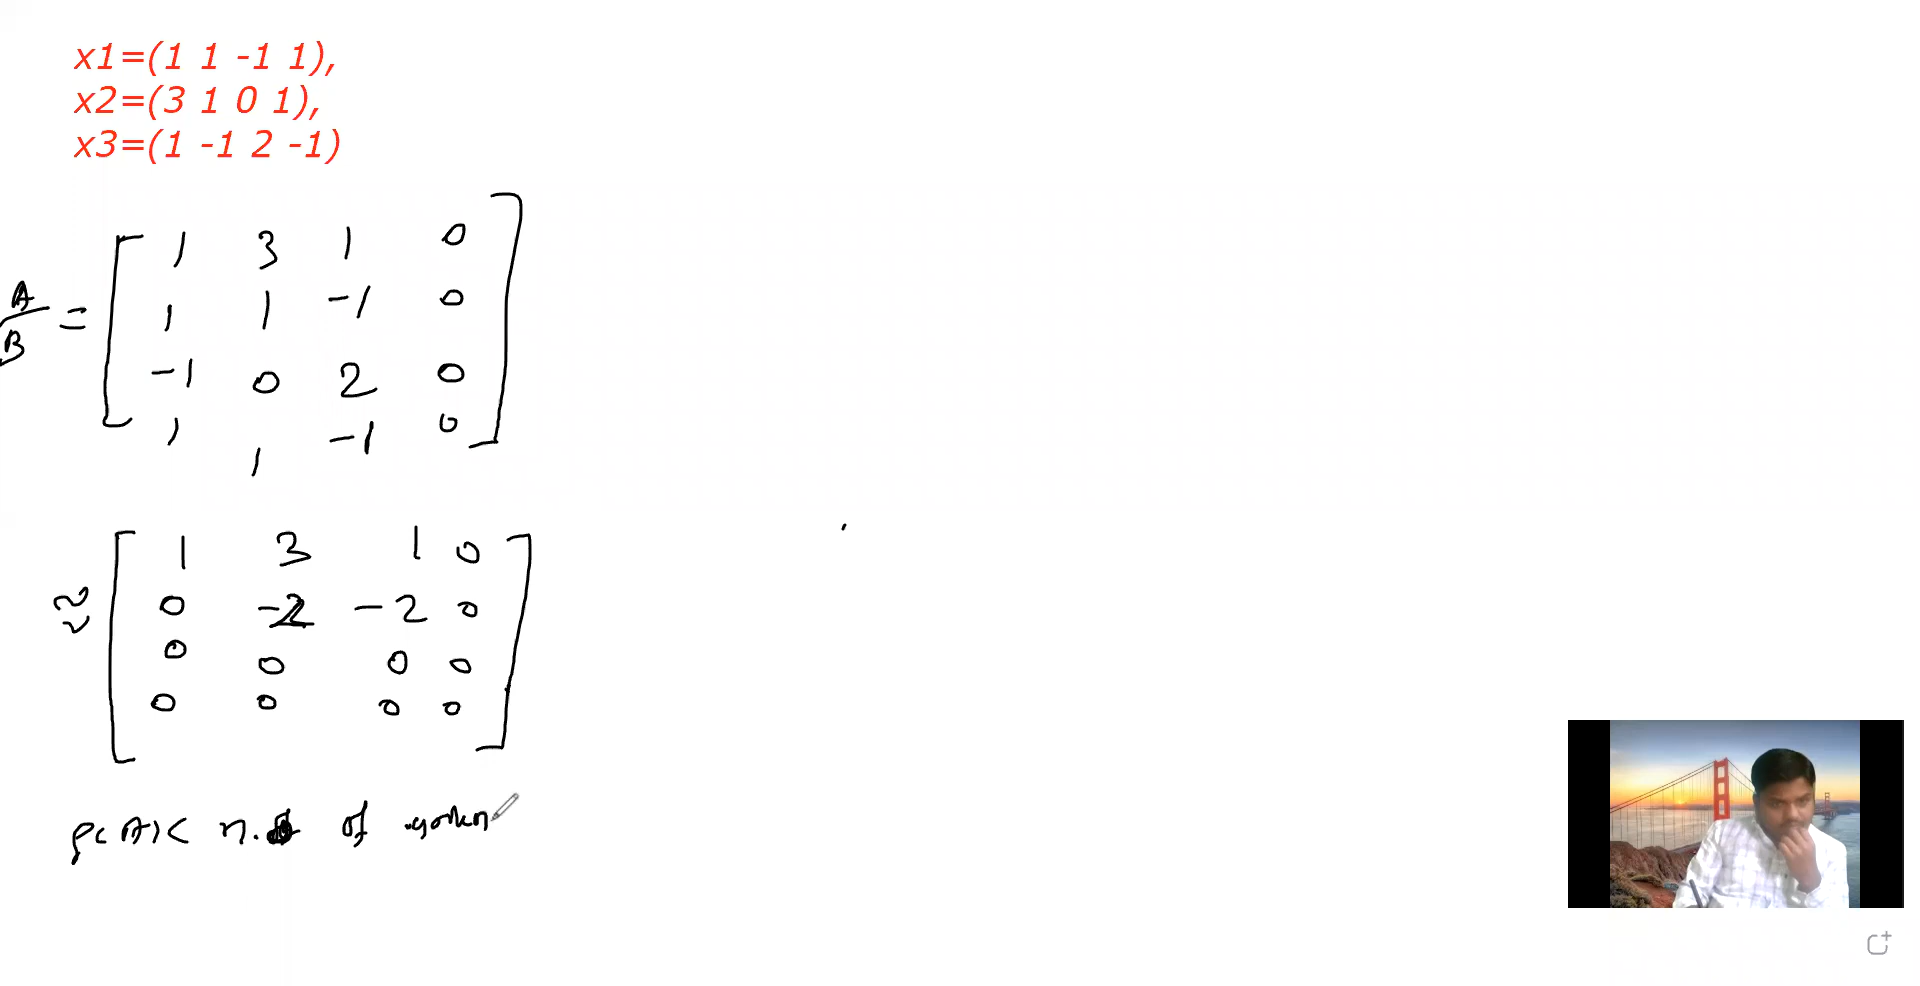 x1=(1 1 -1 1),
x2=(3 1 0 1),
x3=(1 -1 2 -1)
A/B = [ 1 3 1 0
1 1 -1 0
-1 0 2 0
1 1 -1 0 ]
≈ [ 1 3 1 0
0 -2 -2 0
0 0 0 0
0 0 0 0 ]
ρ(A) < n. of